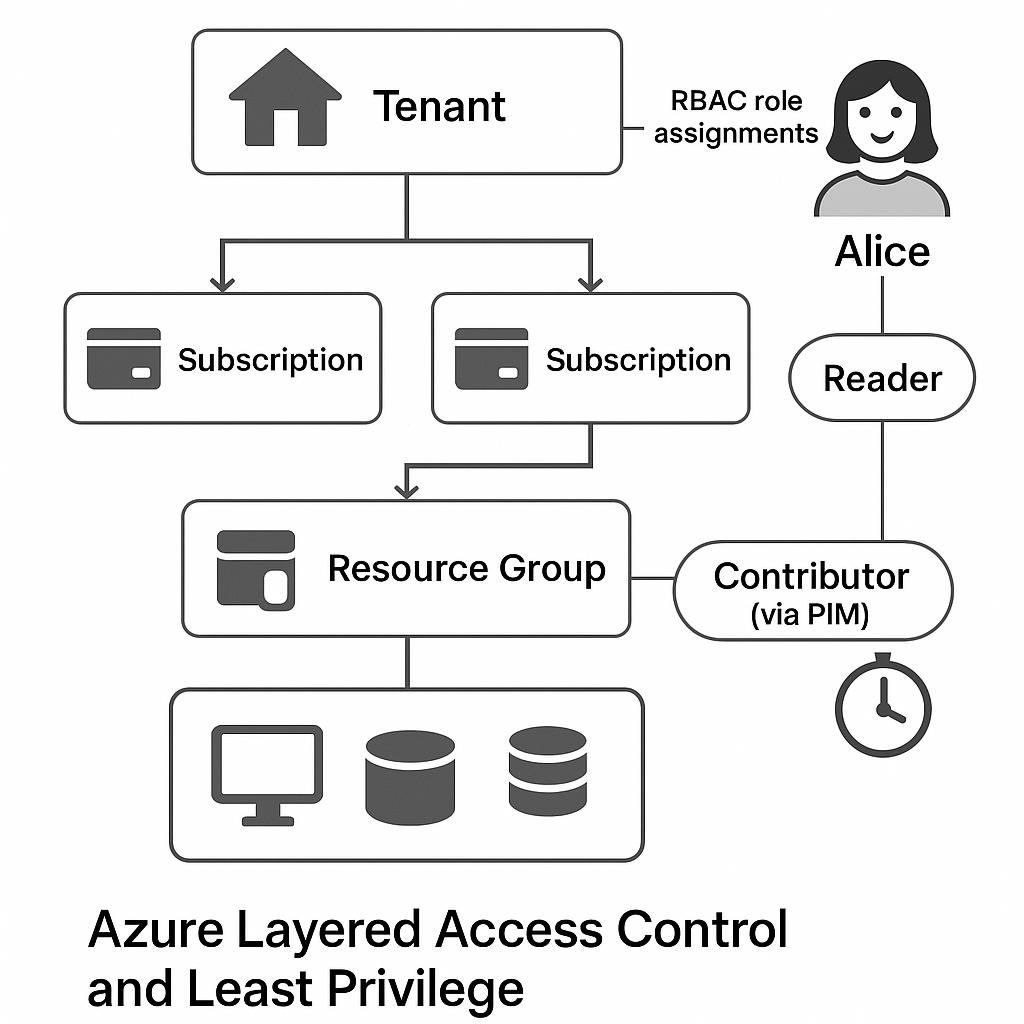 Tenant
RBAC role
assignments
Alice
Subscription
Subscription
Reader
Resource Group
Contributor
(via PIM)
Azure Layered Access Control
and Least Privilege